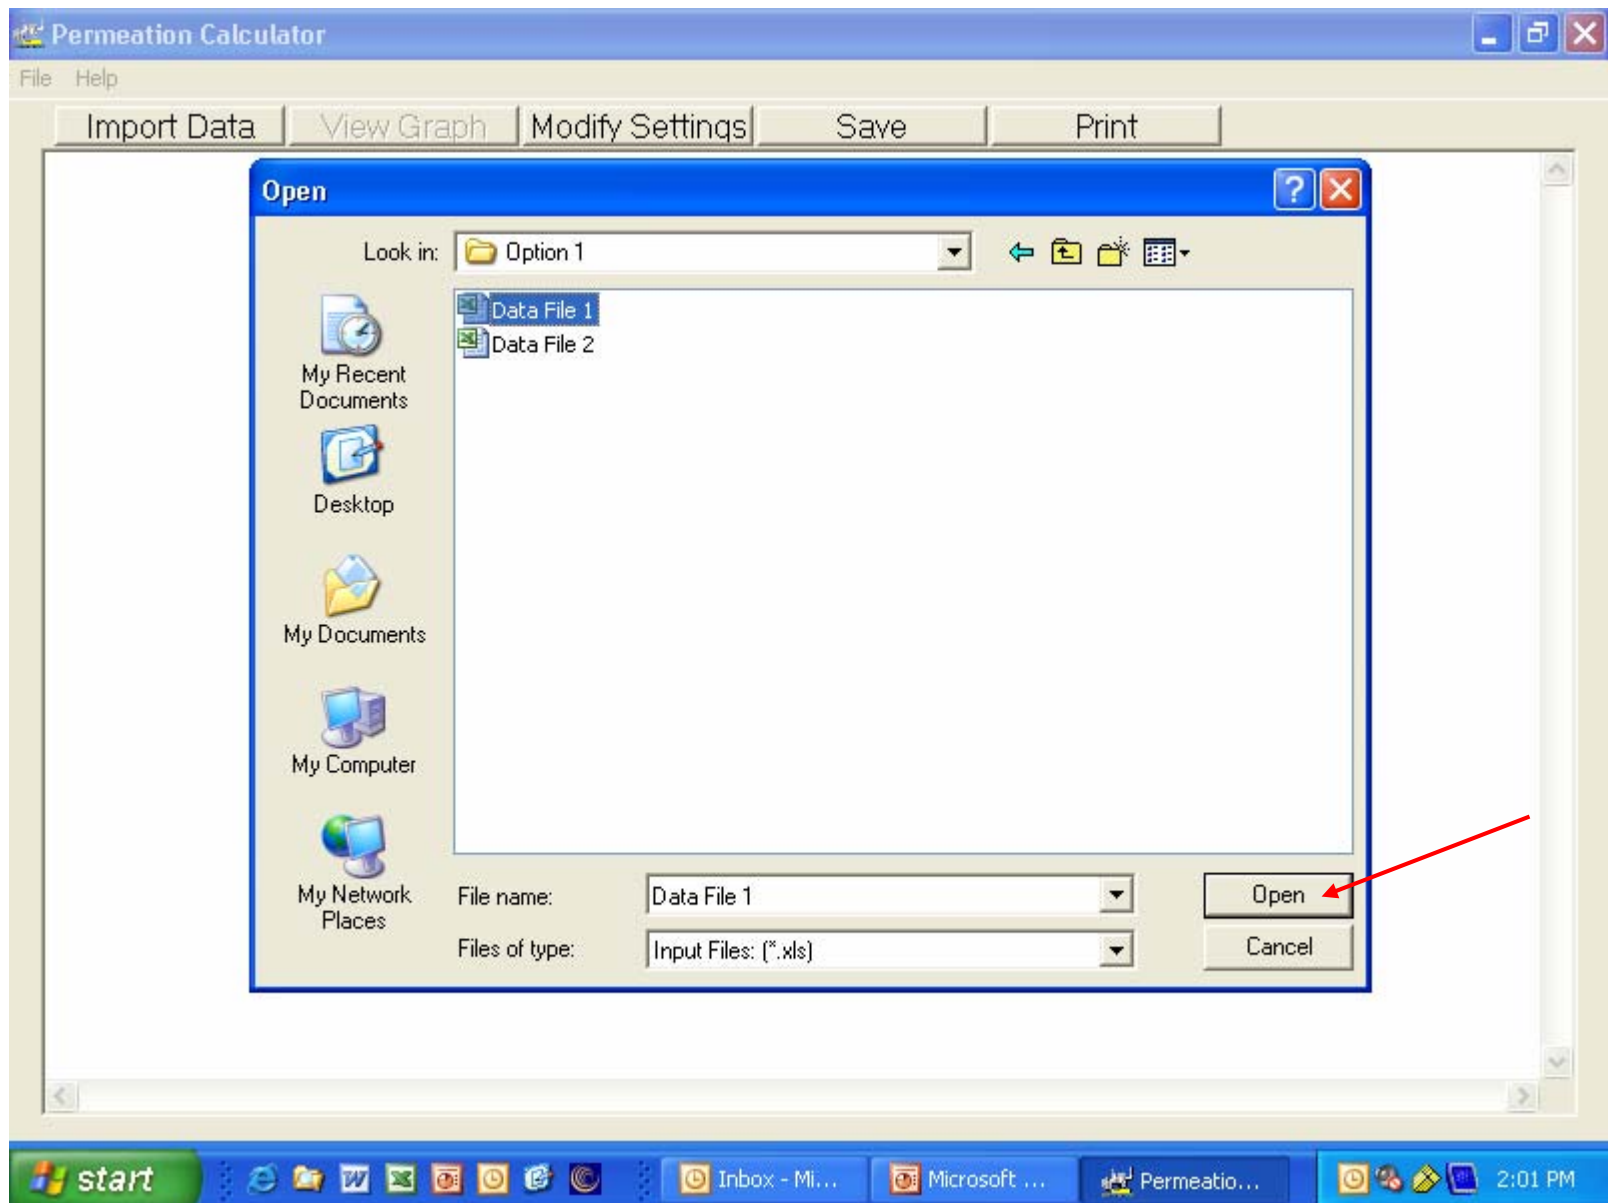 Permeation Calculator
File Help
Import Data View Graph Modify Settings Save Print
Open
Look in: Option 1
Data File 1
Data File 2
My Recent
Documents
Desktop
My Documents
My Computer
My Network
Places
File name: Data File 1 Open
Files of type: Input Files: (*.xls) Cancel
start Inbox - Mi... Microsoft ... Permeatio... 2:01 PM